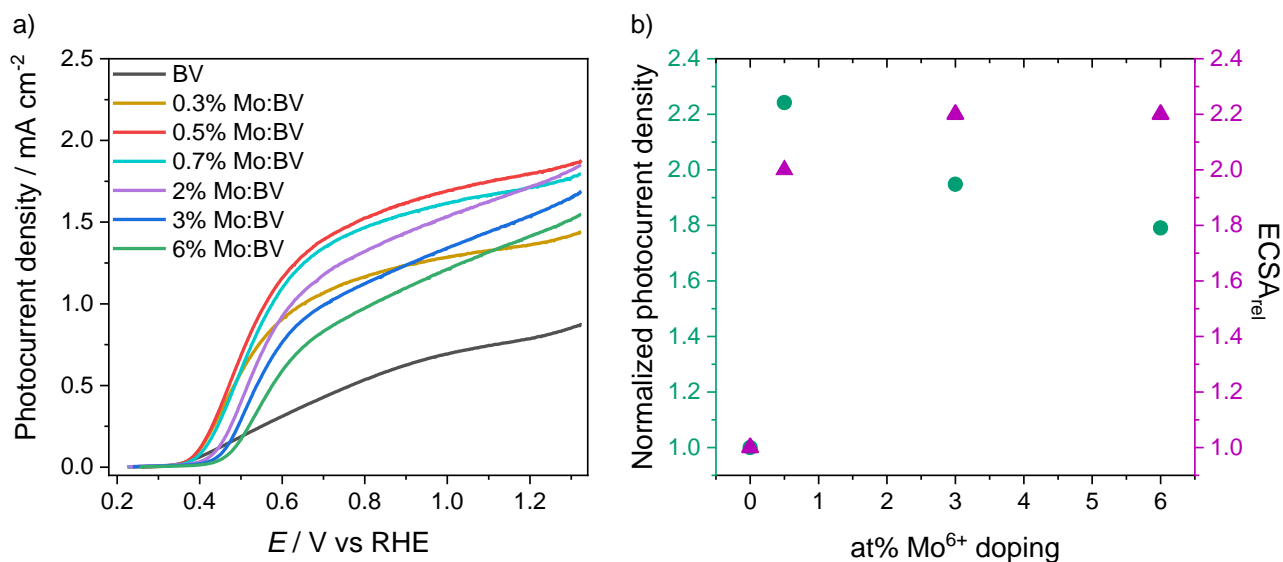 a)
Photocurrent density / mA cm⁻²
2.5
2.0
1.5
1.0
0.5
0.0
BV
0.3% Mo:BV
0.5% Mo:BV
0.7% Mo:BV
2% Mo:BV
3% Mo:BV
6% Mo:BV
0.2 0.4 0.6 0.8 1.0 1.2
E / V vs RHE
b)
Normalized photocurrent density
2.4
2.2
2.0
1.8
1.6
1.4
1.2
1.0
0 1 2 3 4 5 6
at% Mo⁶⁺ doping
2.4
2.2
2.0
1.8
1.6
1.4
1.2
1.0
ECSArel